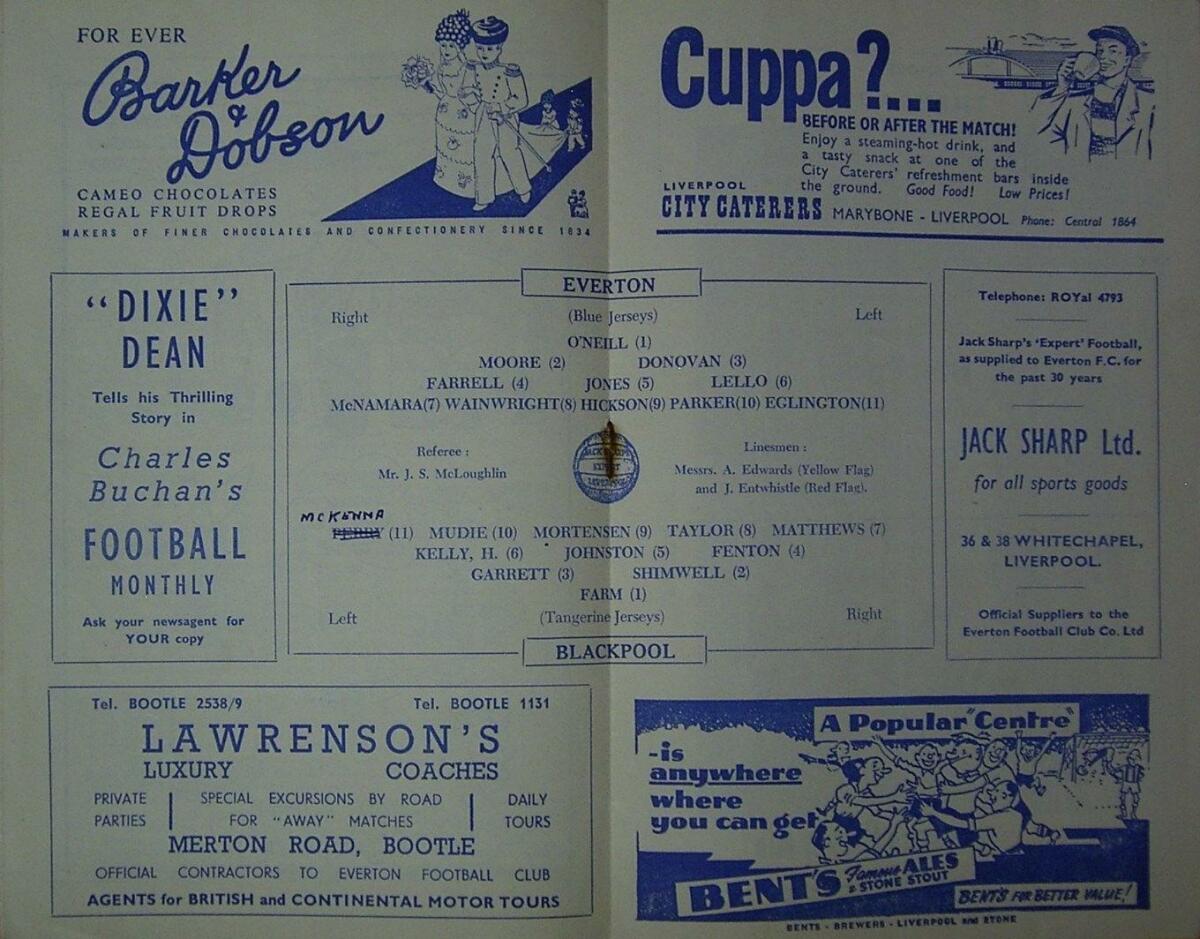 FOR EVER
Barker & Dobson
CAMEO CHOCOLATES
REGAL FRUIT DROPS
MAKERS OF FINER CHOCOLATES AND CONFECTIONERY SINCE 1834
Cuppa?...
BEFORE OR AFTER THE MATCH!
Enjoy a steaming-hot drink, and
a tasty snack at one of the
City Caterers' refreshment bars inside
the ground. Good Food! Low Prices!
LIVERPOOL
CITY CATERERS MARYBONE - LIVERPOOL Phone: Central 1864
"DIXIE"
DEAN
Tells his Thrilling
Story in
Charles
Buchan's
FOOTBALL
MONTHLY
Ask your newsagent for
YOUR copy
EVERTON
Right (Blue Jerseys) Left
O'NEILL (1)
MOORE (2) DONOVAN (3)
FARRELL (4) JONES (5) LELLO (6)
McNAMARA(7) WAINWRIGHT(8) HICKSON(9) PARKER(10) EGLINGTON(11)
Referee :
Mr. J. S. McLoughlin
JACK SHARP
EXPERT
LIVERPOOL
Linesmen :
Messrs. A. Edwards (Yellow Flag)
and J. Entwhistle (Red Flag).
MCKENNA
PERRY (11) MUDIE (10) MORTENSEN (9) TAYLOR (8) MATTHEWS (7)
KELLY, H. (6) JOHNSTON (5) FENTON (4)
GARRETT (3) SHIMWELL (2)
FARM (1)
Left (Tangerine Jerseys) Right
BLACKPOOL
Telephone: ROYal 4793
Jack Sharp's 'Expert' Football,
as supplied to Everton F.C. for
the past 30 years
JACK SHARP Ltd.
for all sports goods
36 & 38 WHITECHAPEL,
LIVERPOOL.
Official Suppliers to the
Everton Football Club Co. Ltd
Tel. BOOTLE 2538/9 Tel. BOOTLE 1131
LAWRENSON'S
LUXURY COACHES
PRIVATE SPECIAL EXCURSIONS BY ROAD DAILY
PARTIES FOR "AWAY" MATCHES TOURS
MERTON ROAD, BOOTLE
OFFICIAL CONTRACTORS TO EVERTON FOOTBALL CLUB
AGENTS for BRITISH and CONTINENTAL MOTOR TOURS
A Popular "Centre"
-is
anywhere
where
you can get
BENT'S Famous ALES
& STONE STOUT
BENT'S FOR BETTER VALUE!
BENTS - BREWERS - LIVERPOOL and STONE